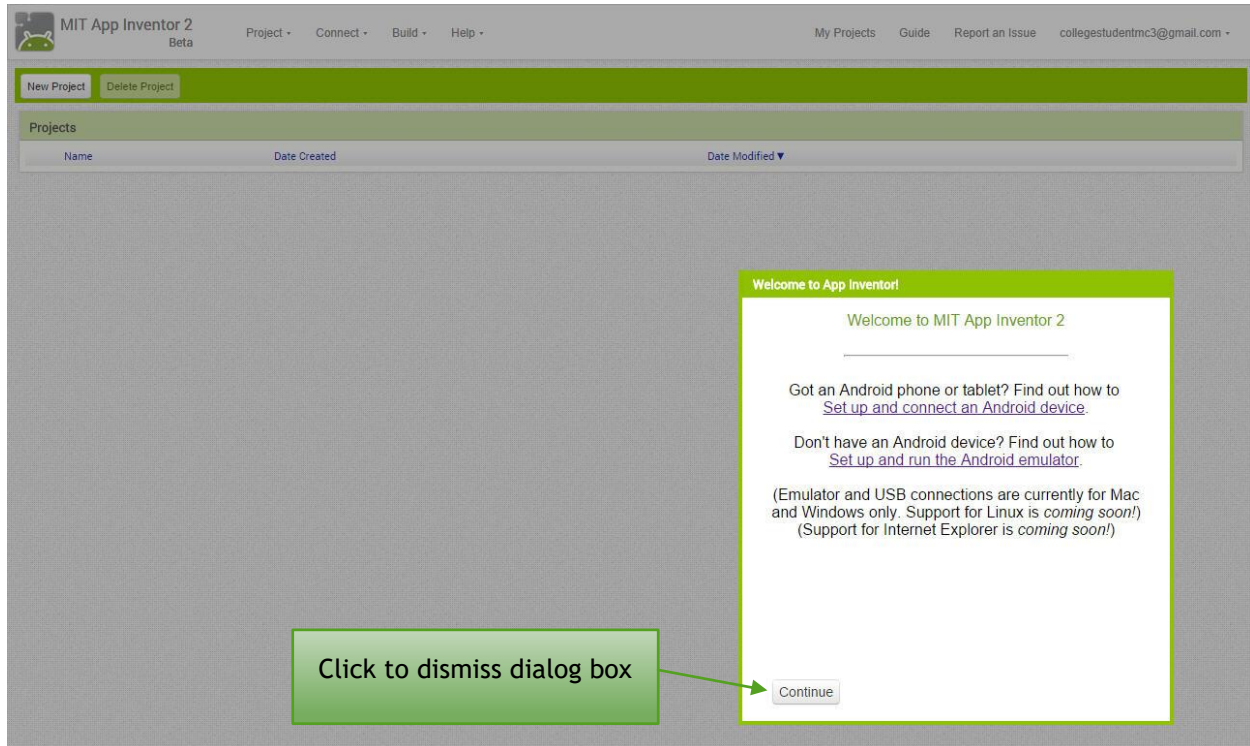 MIT App Inventor 2
Beta
Project Connect Build Help
My Projects Guide Report an Issue collegestudentmc3@gmail.com
New Project Delete Project
Projects
Name Date Created Date Modified ▼
Welcome to App Inventor!
Welcome to MIT App Inventor 2
Got an Android phone or tablet? Find out how to
Set up and connect an Android device.
Don't have an Android device? Find out how to
Set up and run the Android emulator.
(Emulator and USB connections are currently for Mac
and Windows only. Support for Linux is coming soon!)
(Support for Internet Explorer is coming soon!)
Click to dismiss dialog box
Continue